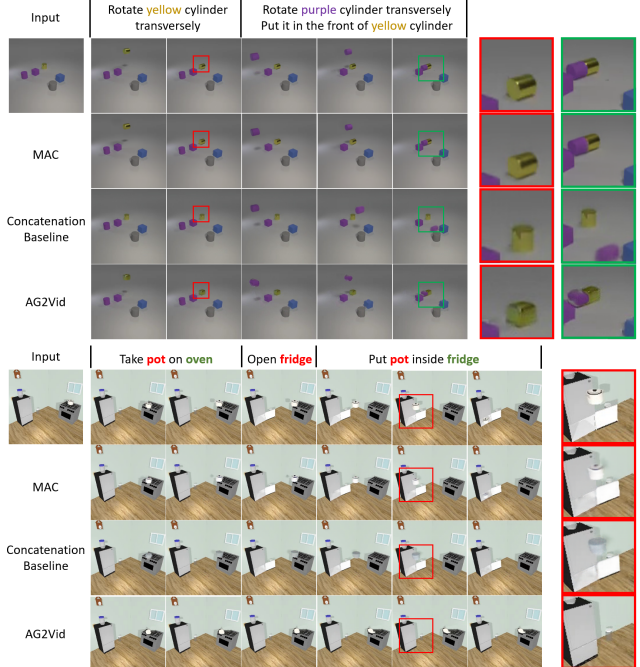 Input
Rotate yellow cylinder
transversely
Rotate purple cylinder transversely
Put it in the front of yellow cylinder
MAC
Concatenation
Baseline
AG2Vid
Input
Take pot on oven
Open fridge
Put pot inside fridge
MAC
Concatenation
Baseline
AG2Vid